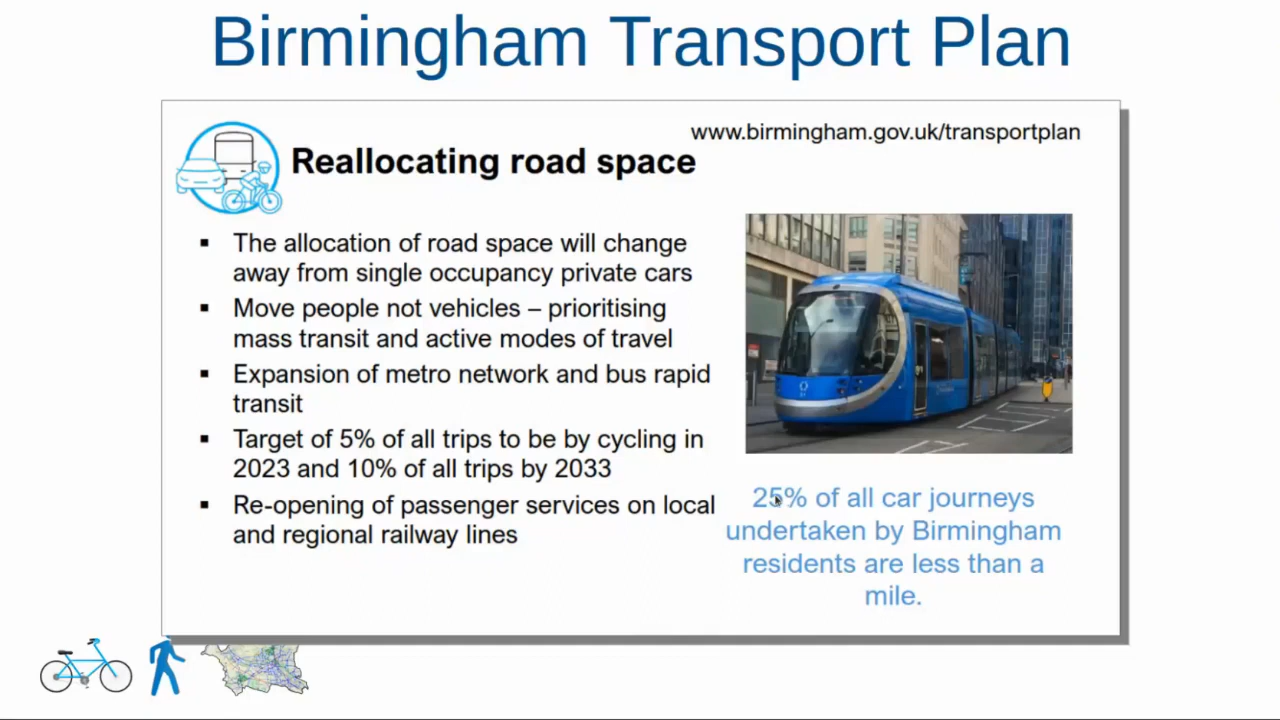 Birmingham Transport Plan
www.birmingham.gov.uk/transportplan
Reallocating road space
▪ The allocation of road space will change
away from single occupancy private cars
▪ Move people not vehicles – prioritising
mass transit and active modes of travel
▪ Expansion of metro network and bus rapid
transit
▪ Target of 5% of all trips to be by cycling in
2023 and 10% of all trips by 2033
▪ Re-opening of passenger services on local
and regional railway lines
25% of all car journeys
undertaken by Birmingham
residents are less than a
mile.